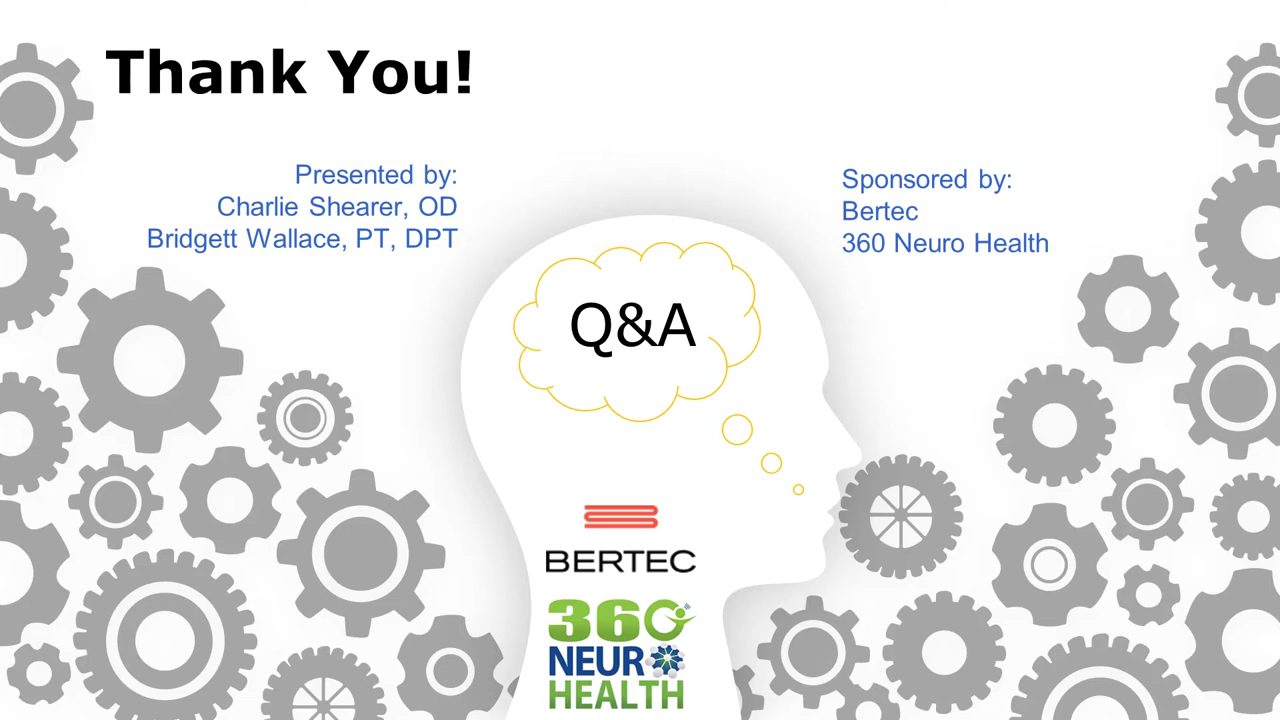 Thank You!
Presented by:
Charlie Shearer, OD
Bridgett Wallace, PT, DPT
Sponsored by:
Bertec
360 Neuro Health
Q&A
BERTEC
360
NEURO
HEALTH